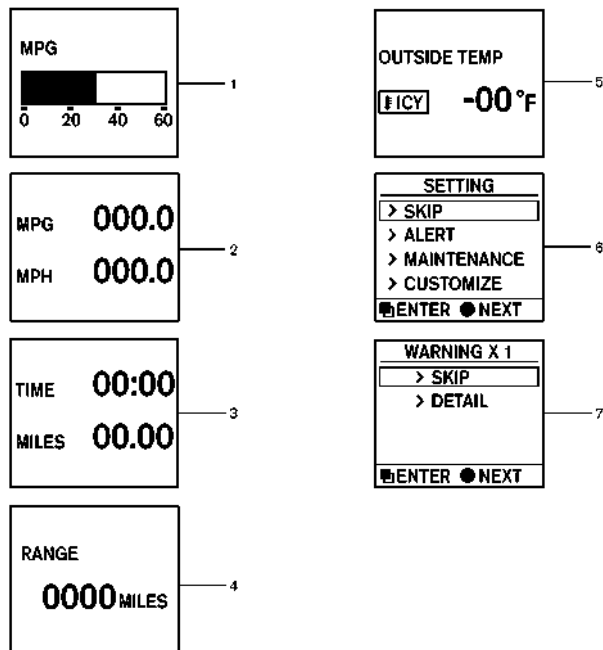 MPG
0 20 40 60
1
MPG 000.0
MPH 000.0
2
TIME 00:00
MILES 00.00
3
RANGE
0000 MILES
4
OUTSIDE TEMP
ICY -00°F
5
SETTING
> SKIP
> ALERT
> MAINTENANCE
> CUSTOMIZE
ENTER NEXT
6
WARNING X 1
> SKIP
> DETAIL
ENTER NEXT
7